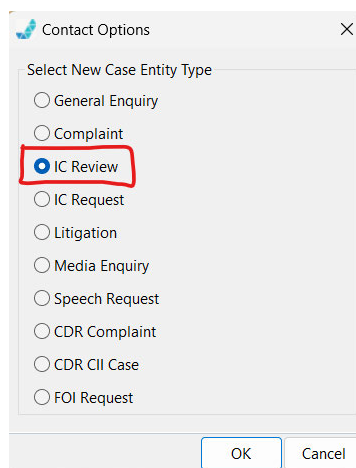 Contact Options
Select New Case Entity Type
General Enquiry
Complaint
IC Review
IC Request
Litigation
Media Enquiry
Speech Request
CDR Complaint
CDR CII Case
FOI Request
OK Cancel